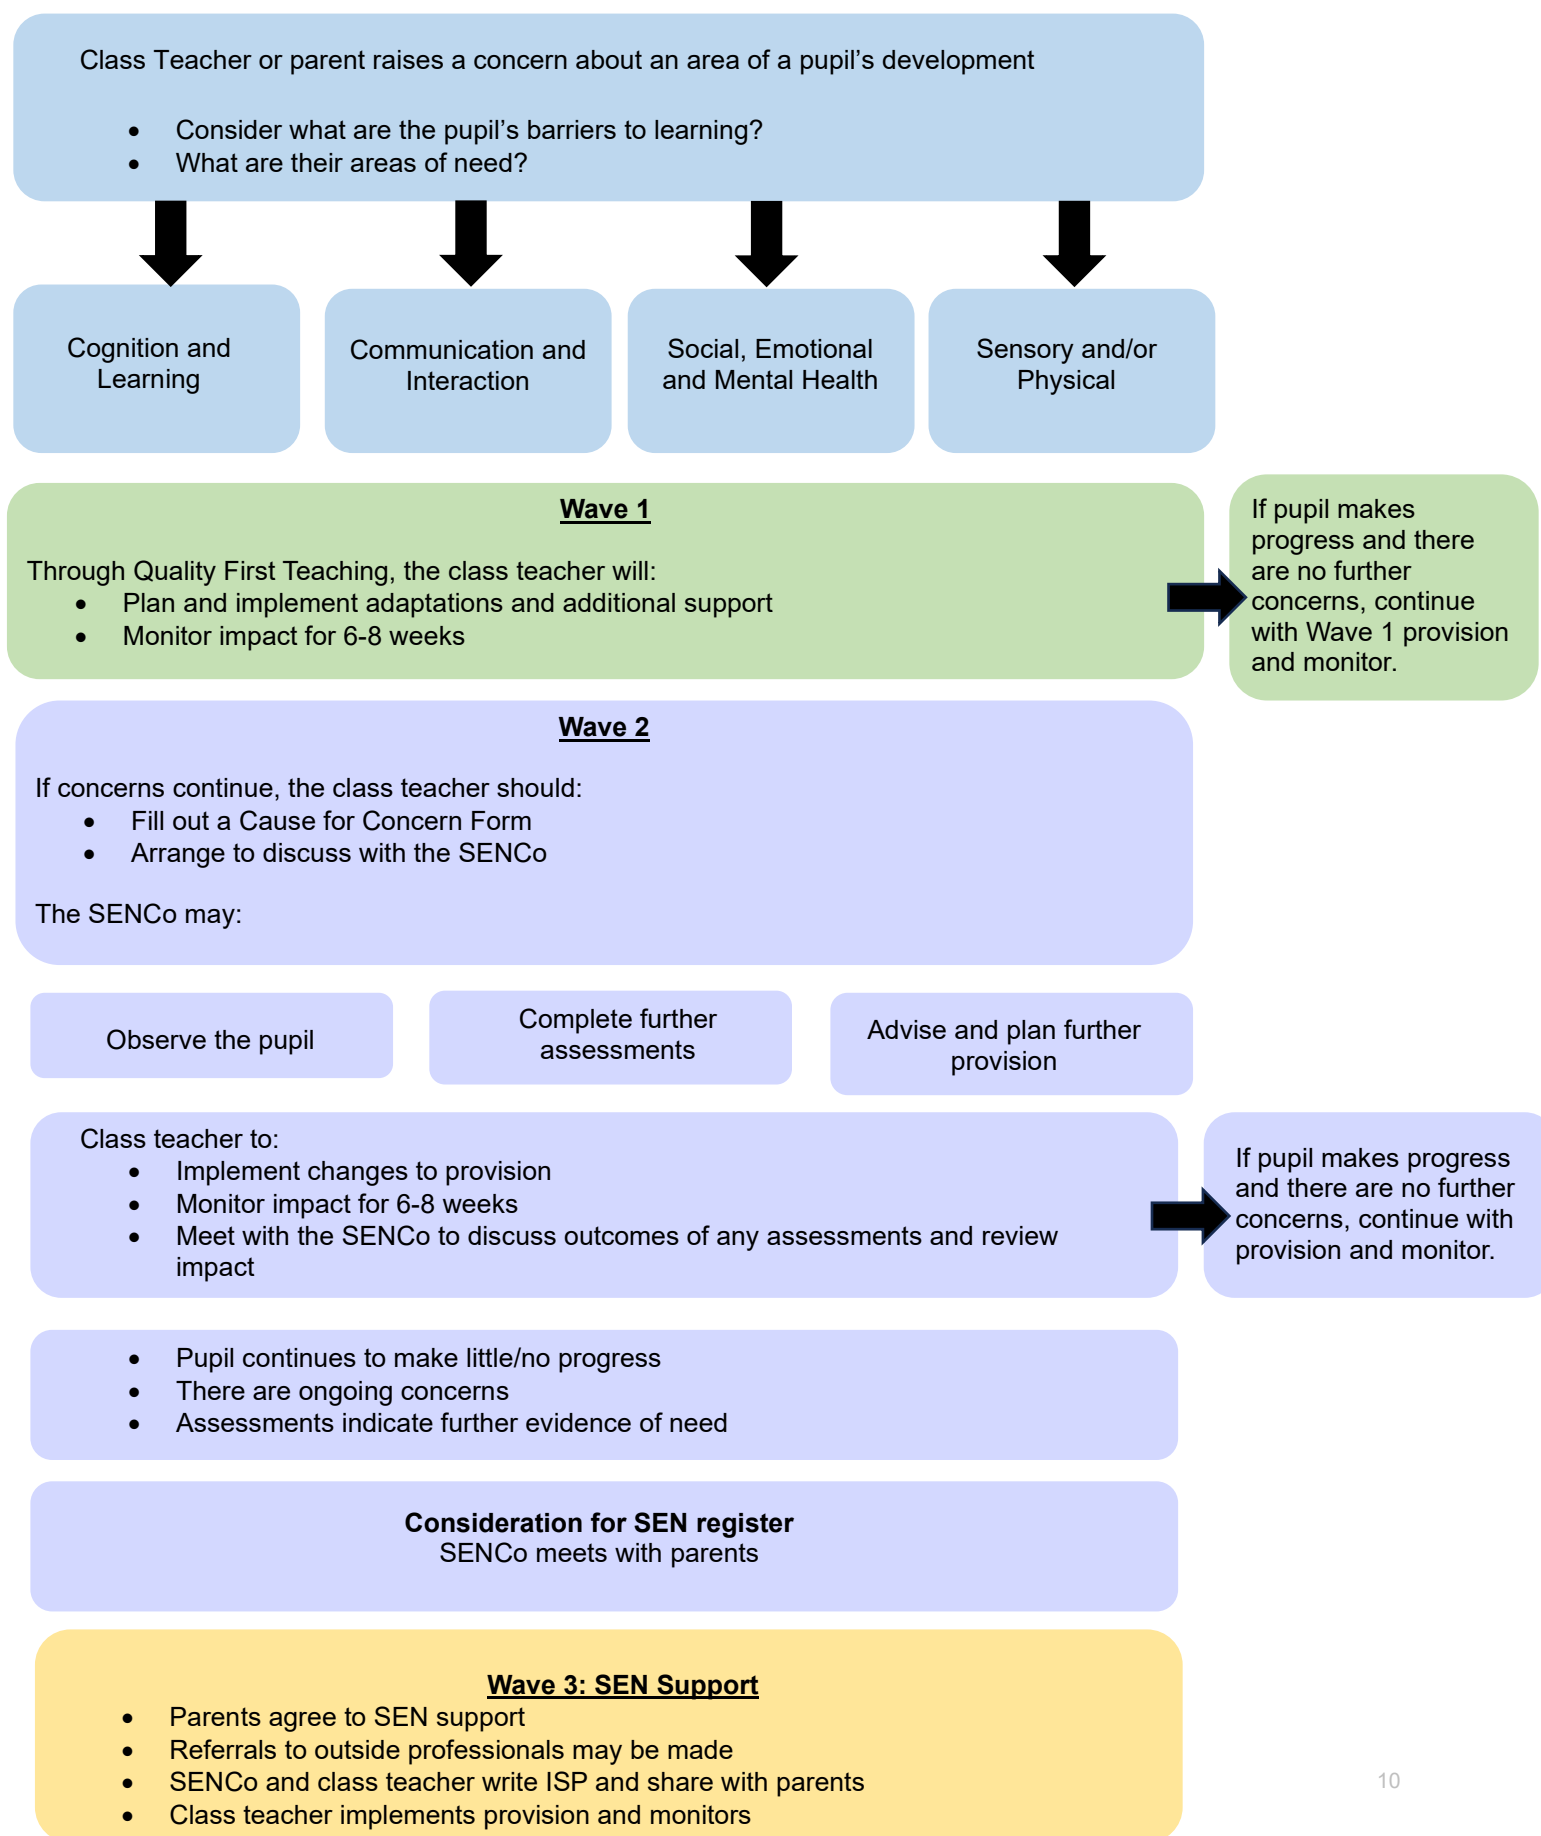 Class Teacher or parent raises a concern about an area of a pupil’s development
• Consider what are the pupil’s barriers to learning?
• What are their areas of need?
Cognition and
Learning
Communication and
Interaction
Social, Emotional
and Mental Health
Sensory and/or
Physical
Wave 1
Through Quality First Teaching, the class teacher will:
• Plan and implement adaptations and additional support
• Monitor impact for 6-8 weeks
If pupil makes
progress and there
are no further
concerns, continue
with Wave 1 provision
and monitor.
Wave 2
If concerns continue, the class teacher should:
• Fill out a Cause for Concern Form
• Arrange to discuss with the SENCo
The SENCo may:
Observe the pupil
Complete further
assessments
Advise and plan further
provision
Class teacher to:
• Implement changes to provision
• Monitor impact for 6-8 weeks
• Meet with the SENCo to discuss outcomes of any assessments and review
impact
If pupil makes progress
and there are no further
concerns, continue with
provision and monitor.
• Pupil continues to make little/no progress
• There are ongoing concerns
• Assessments indicate further evidence of need
Consideration for SEN register
SENCo meets with parents
Wave 3: SEN Support
• Parents agree to SEN support
• Referrals to outside professionals may be made
• SENCo and class teacher write ISP and share with parents
• Class teacher implements provision and monitors
10